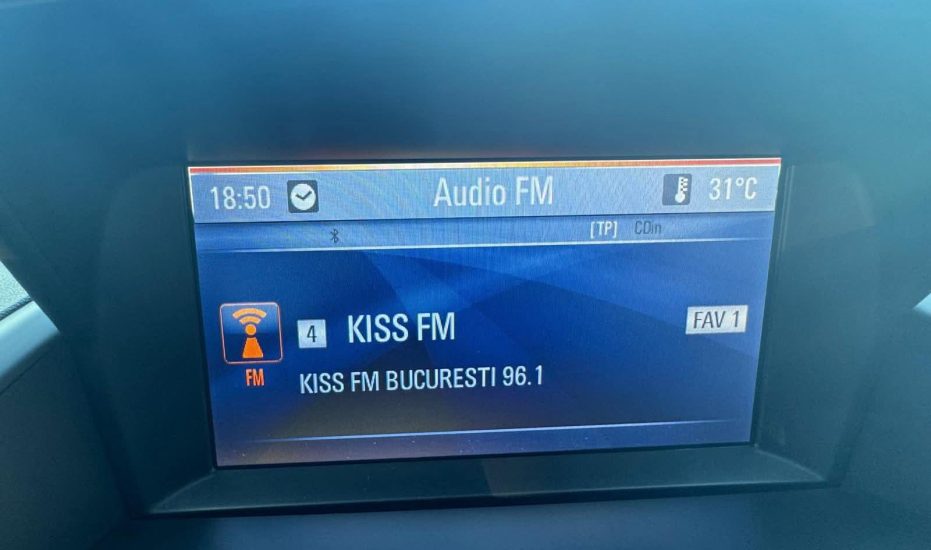 18:50 Audio FM 31°C
[TP] CDin
4 KISS FM FAV 1
FM KISS FM BUCURESTI 96.1